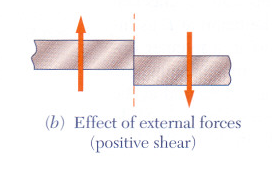 (b) Effect of external forces
(positive shear)